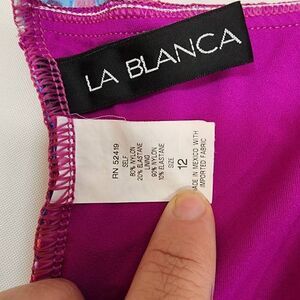 LA BLANCA
RN 52419
SELF
80% NYLON
20% ELASTANE
LINING
90% NYLON
10% ELASTANE
SIZE
12
MADE IN MEXICO WITH
IMPORTED FABRIC